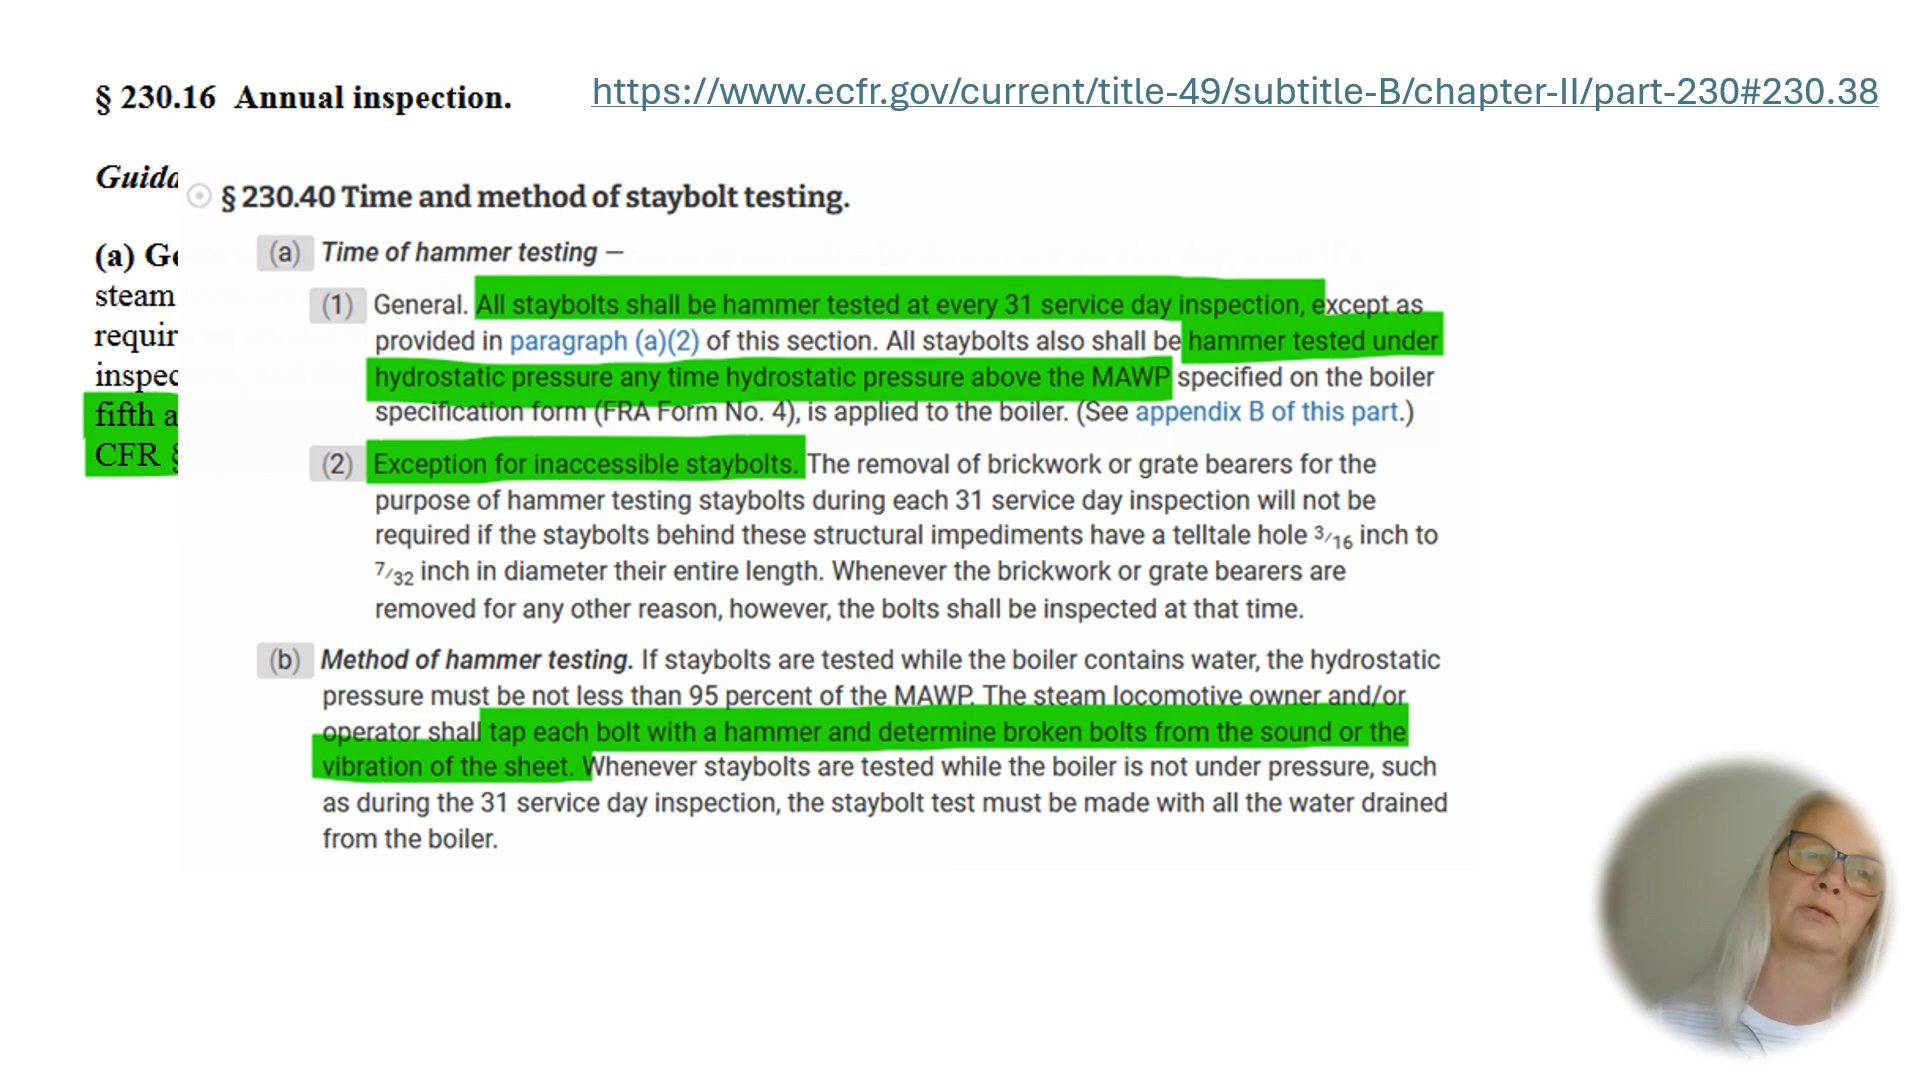 § 230.16 Annual inspection.
https://www.ecfr.gov/current/title-49/subtitle-B/chapter-II/part-230#230.38
§ 230.40 Time and method of staybolt testing.
(a) Time of hammer testing —
(1) General. All staybolts shall be hammer tested at every 31 service day inspection, except as
provided in paragraph (a)(2) of this section. All staybolts also shall be hammer tested under
hydrostatic pressure any time hydrostatic pressure above the MAWP specified on the boiler
specification form (FRA Form No. 4), is applied to the boiler. (See appendix B of this part.)
(2) Exception for inaccessible staybolts. The removal of brickwork or grate bearers for the
purpose of hammer testing staybolts during each 31 service day inspection will not be
required if the staybolts behind these structural impediments have a telltale hole 3/16 inch to
7/32 inch in diameter their entire length. Whenever the brickwork or grate bearers are
removed for any other reason, however, the bolts shall be inspected at that time.
(b) Method of hammer testing. If staybolts are tested while the boiler contains water, the hydrostatic
pressure must be not less than 95 percent of the MAWP. The steam locomotive owner and/or
operator shall tap each bolt with a hammer and determine broken bolts from the sound or the
vibration of the sheet. Whenever staybolts are tested while the boiler is not under pressure, such
as during the 31 service day inspection, the staybolt test must be made with all the water drained
from the boiler.
(a)
steam
requir
inspec
fifth a
CFR §